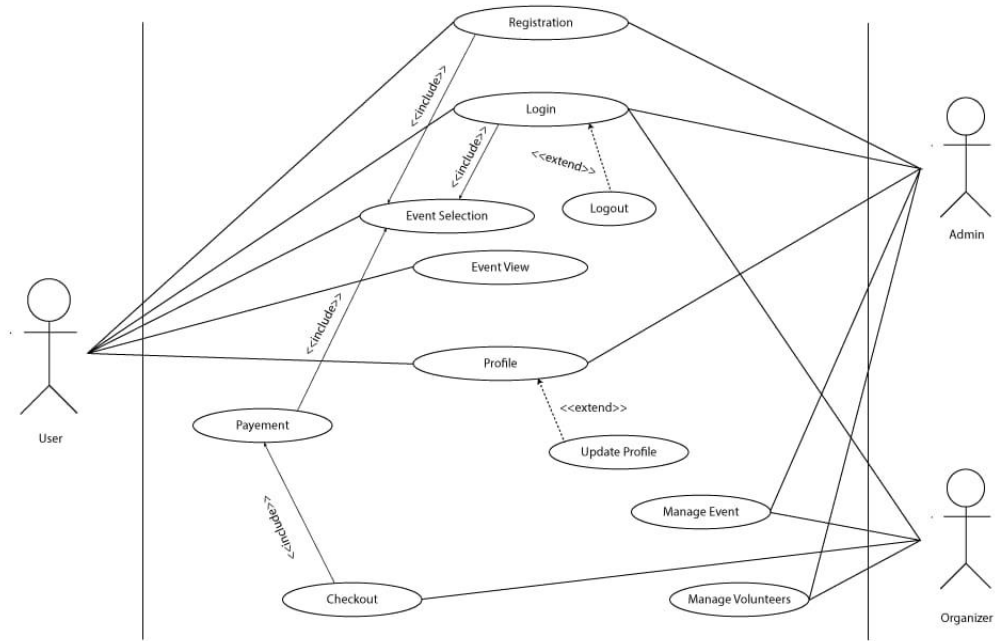 Registration
<<include>>
Login
<<include>>
<<extend>>
Event Selection
Logout
Admin
Event View
<<include>>
Profile
<<extend>>
Payement
User
Update Profile
Manage Event
<<include>>
Checkout
Manage Volunteers
Organizer